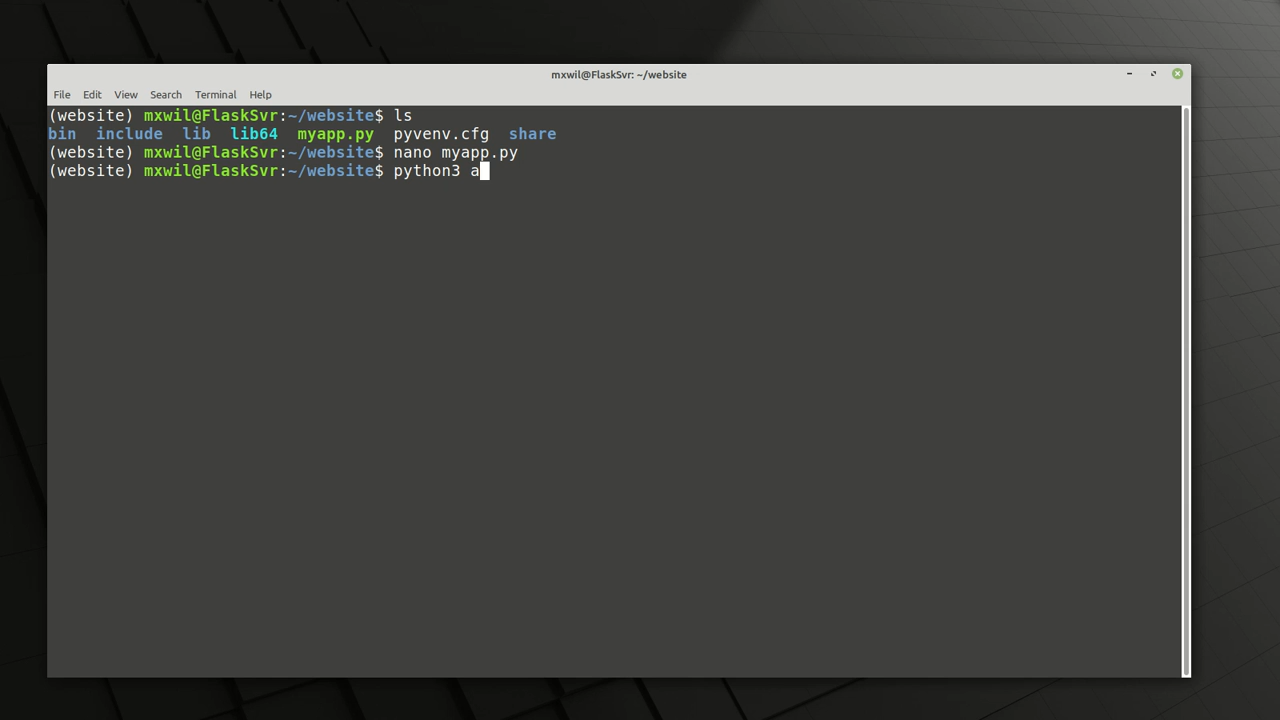 mxwil@FlaskSvr: ~/website
File Edit View Search Terminal Help
(website) mxwil@FlaskSvr:~/website$ ls
bin include lib lib64 myapp.py pyvenv.cfg share
(website) mxwil@FlaskSvr:~/website$ nano myapp.py
(website) mxwil@FlaskSvr:~/website$ python3 a